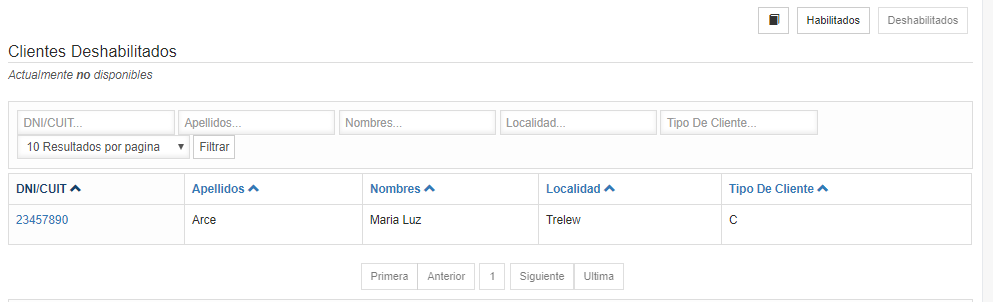 Habilitados Deshabilitados
Clientes Deshabilitados
Actualmente no disponibles
DNI/CUIT... Apellidos... Nombres... Localidad... Tipo De Cliente...
10 Resultados por pagina Filtrar
DNI/CUIT Apellidos Nombres Localidad Tipo De Cliente
23457890 Arce Maria Luz Trelew C
Primera Anterior 1 Siguiente Ultima